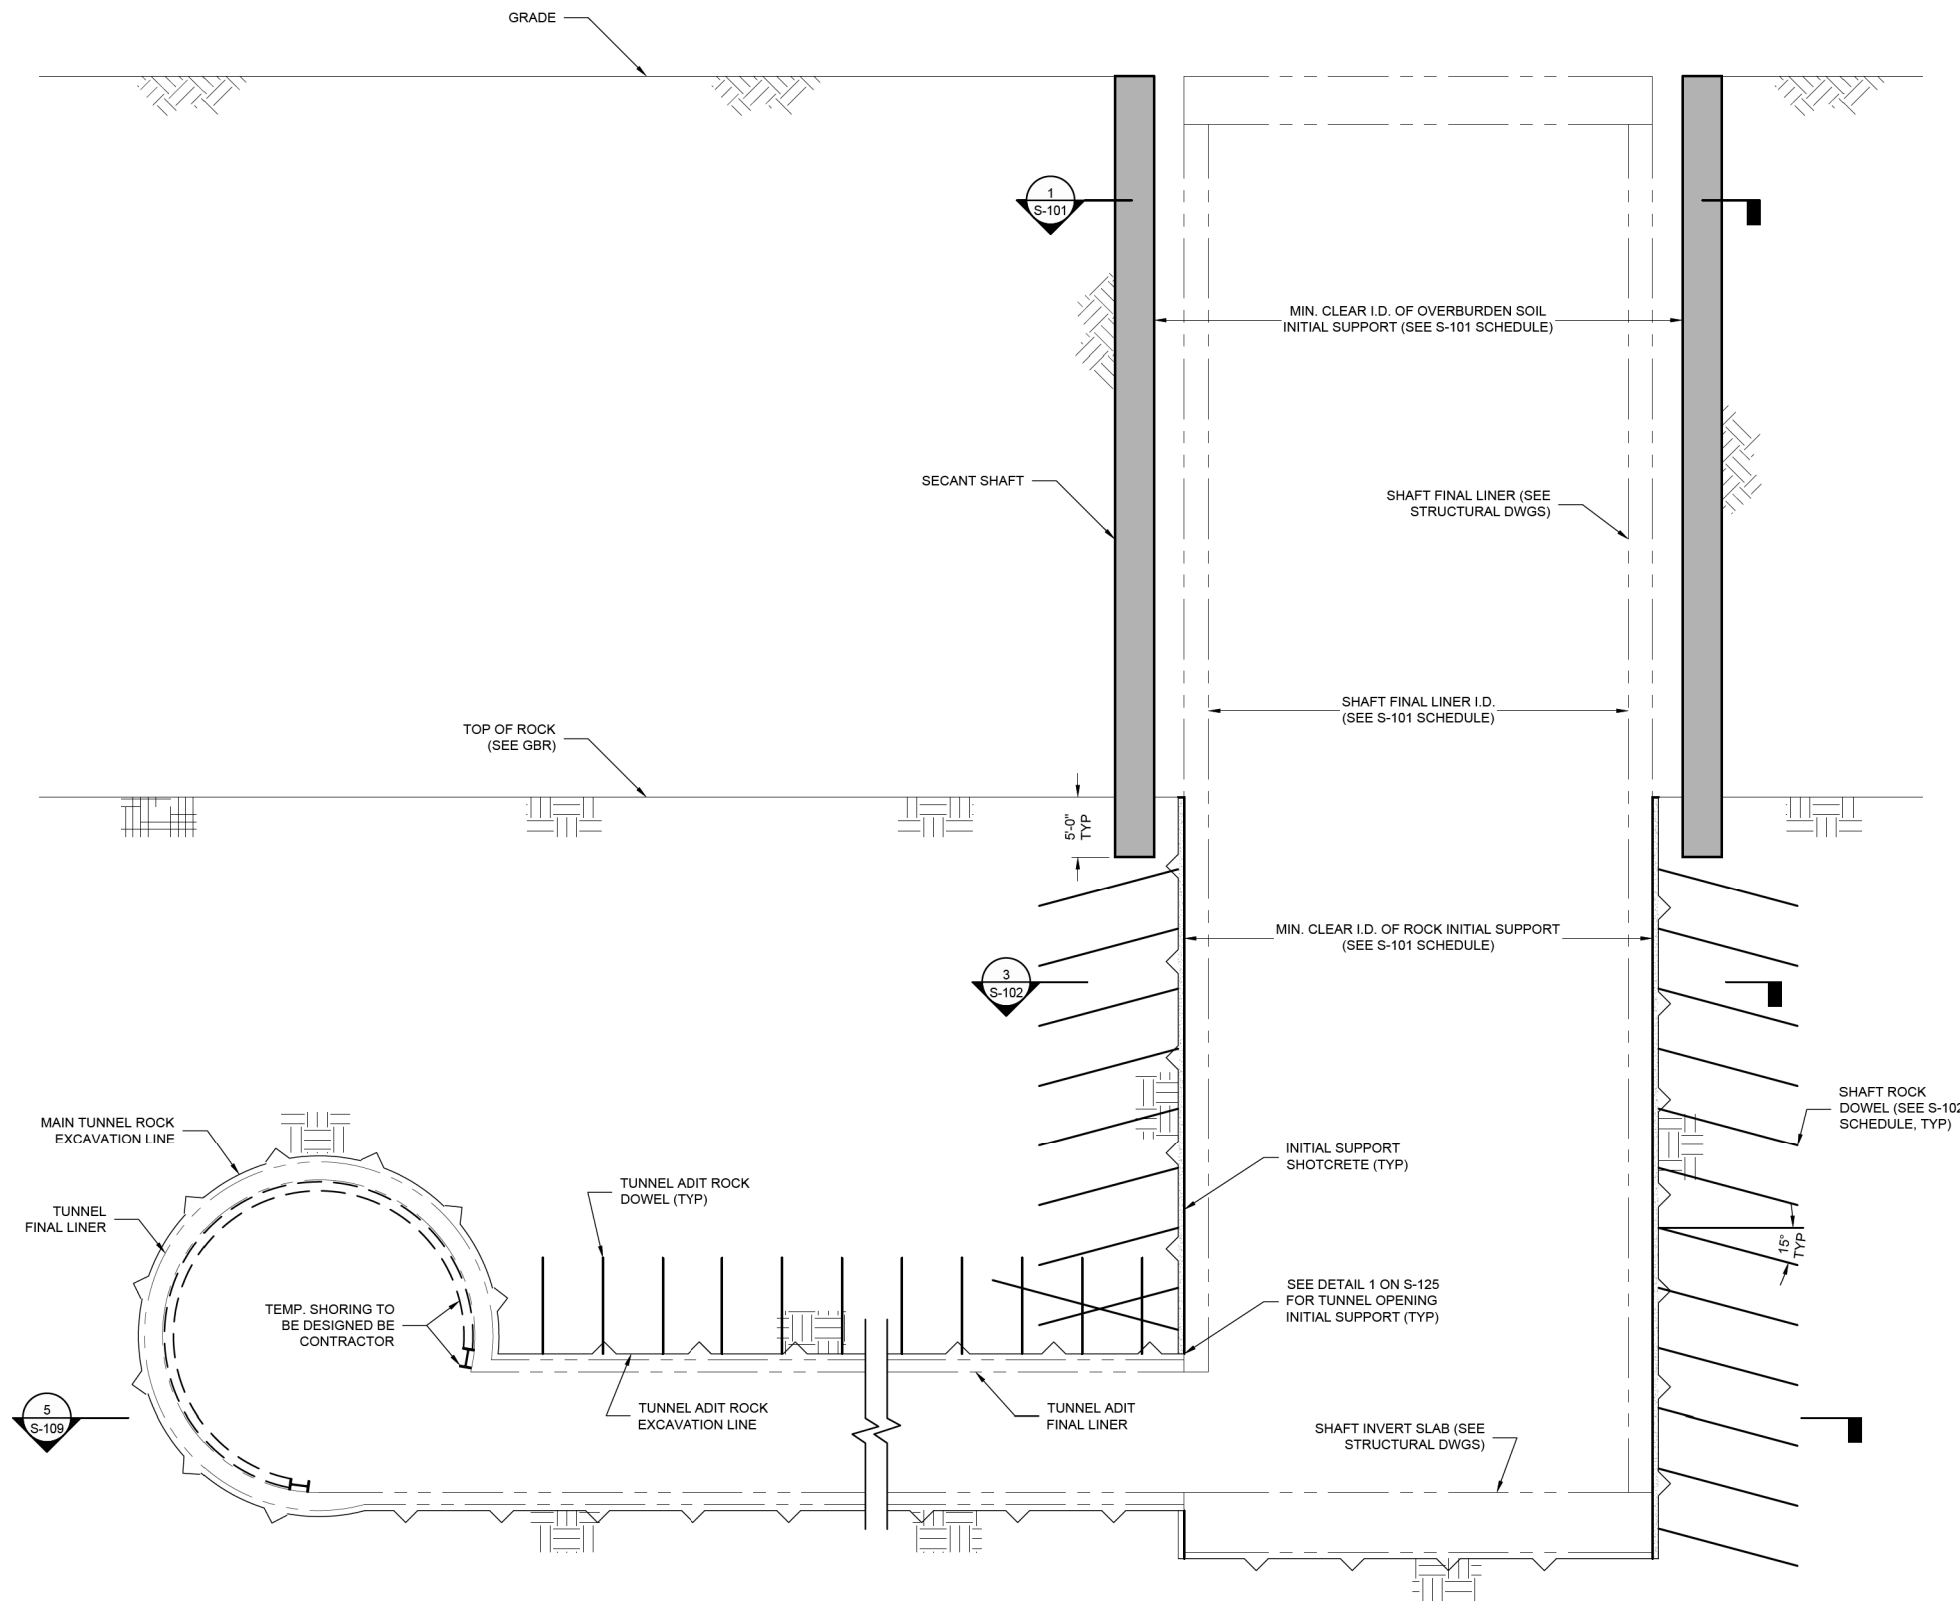 GRADE
1
S-101
MIN. CLEAR I.D. OF OVERBURDEN SOIL
INITIAL SUPPORT (SEE S-101 SCHEDULE)
SECANT SHAFT
SHAFT FINAL LINER (SEE
STRUCTURAL DWGS)
SHAFT FINAL LINER I.D.
(SEE S-101 SCHEDULE)
TOP OF ROCK
(SEE GBR)
5'-0"
TYP
MIN. CLEAR I.D. OF ROCK INITIAL SUPPORT
(SEE S-101 SCHEDULE)
3
S-102
SHAFT ROCK
DOWEL (SEE S-102
SCHEDULE, TYP)
MAIN TUNNEL ROCK
EXCAVATION LINE
INITIAL SUPPORT
SHOTCRETE (TYP)
TUNNEL ADIT ROCK
DOWEL (TYP)
TUNNEL
FINAL LINER
15°
TYP
SEE DETAIL 1 ON S-125
FOR TUNNEL OPENING
INITIAL SUPPORT (TYP)
TEMP. SHORING TO
BE DESIGNED BE
CONTRACTOR
TUNNEL ADIT ROCK
EXCAVATION LINE
TUNNEL ADIT
FINAL LINER
5
S-109
SHAFT INVERT SLAB (SEE
STRUCTURAL DWGS)